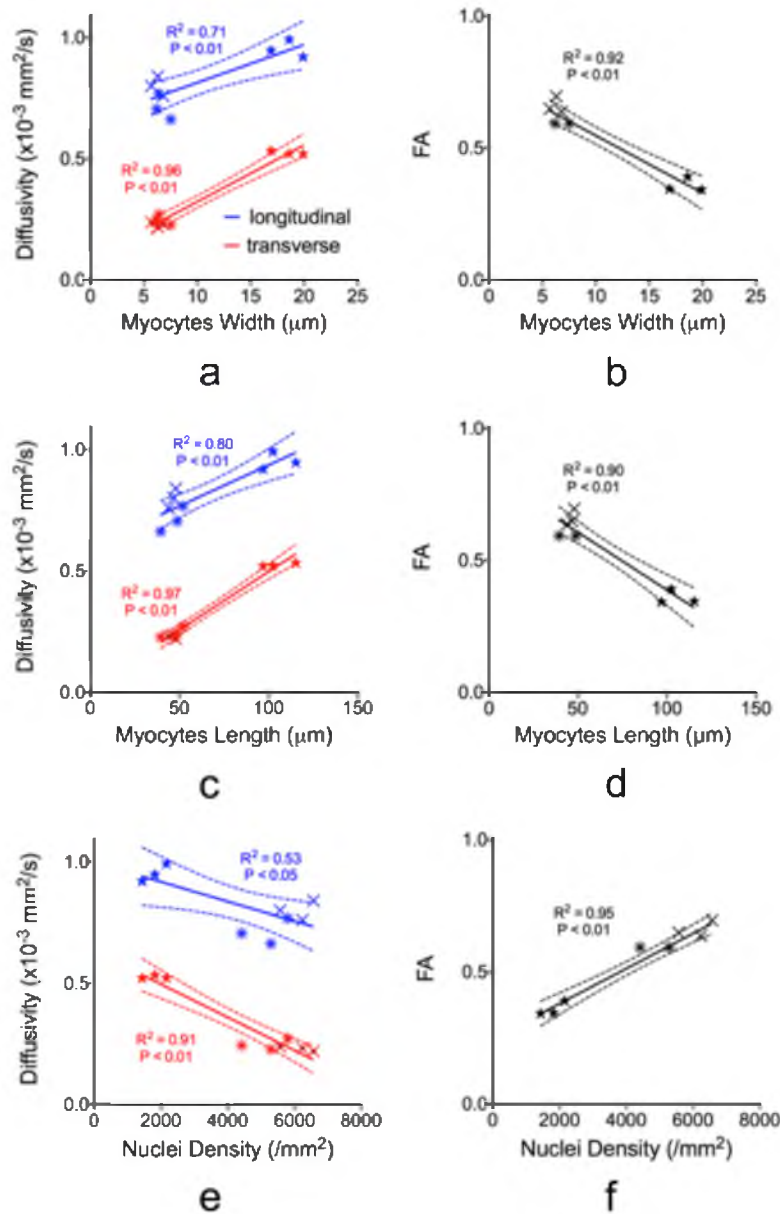 Diffusivity (x10⁻³ mm²/s)
1.0
0.5
0.0
R² = 0.71
P < 0.01
R² = 0.96
P < 0.01
longitudinal
transverse
0 5 10 15 20 25
Myocytes Width (µm)
a
FA
1.0
0.5
0.0
R² = 0.92
P < 0.01
0 5 10 15 20 25
Myocytes Width (µm)
b
Diffusivity (x10⁻³ mm²/s)
1.0
0.5
0.0
R² = 0.80
P < 0.01
R² = 0.97
P < 0.01
0 50 100 150
Myocytes Length (µm)
c
FA
1.0
0.5
0.0
R² = 0.90
P < 0.01
0 50 100 150
Myocytes Length (µm)
d
Diffusivity (x10⁻³ mm²/s)
1.0
0.5
0.0
R² = 0.53
P < 0.05
R² = 0.91
P < 0.01
0 2000 4000 6000 8000
Nuclei Density (/mm²)
e
FA
1.0
0.5
0.0
R² = 0.95
P < 0.01
0 2000 4000 6000 8000
Nuclei Density (/mm²)
f